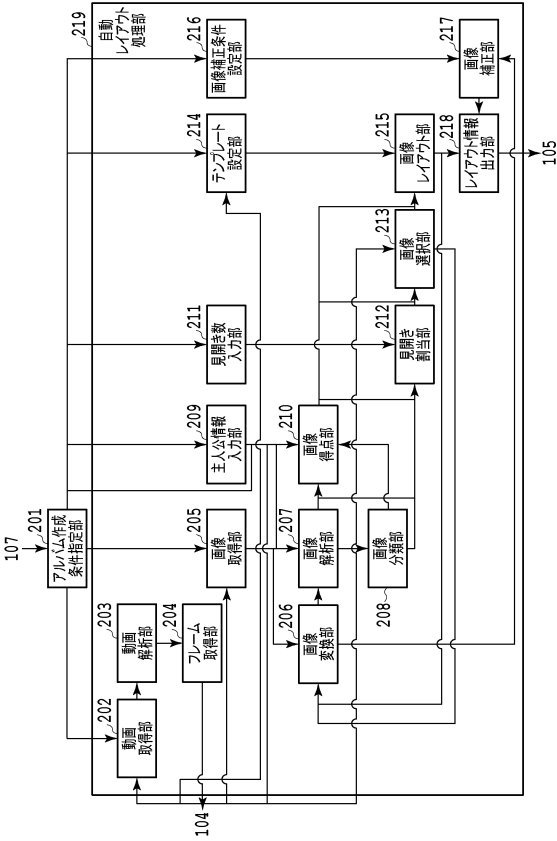 107
201
アルバム作成
条件指定部
219
自動
レイアウト
処理部
202
動画
取得部
203
動画
解析部
204
フレーム
取得部
205
画像
取得部
209
主人公情報
入力部
211
見開き数
入力部
214
テンプレート
設定部
216
画像補正条件
設定部
206
画像
変換部
207
画像
解析部
208
画像
分類部
210
画像
得点部
212
見開き
割当部
213
画像
選択部
215
画像
レイアウト部
217
画像
補正部
218
レイアウト情報
出力部
104
105